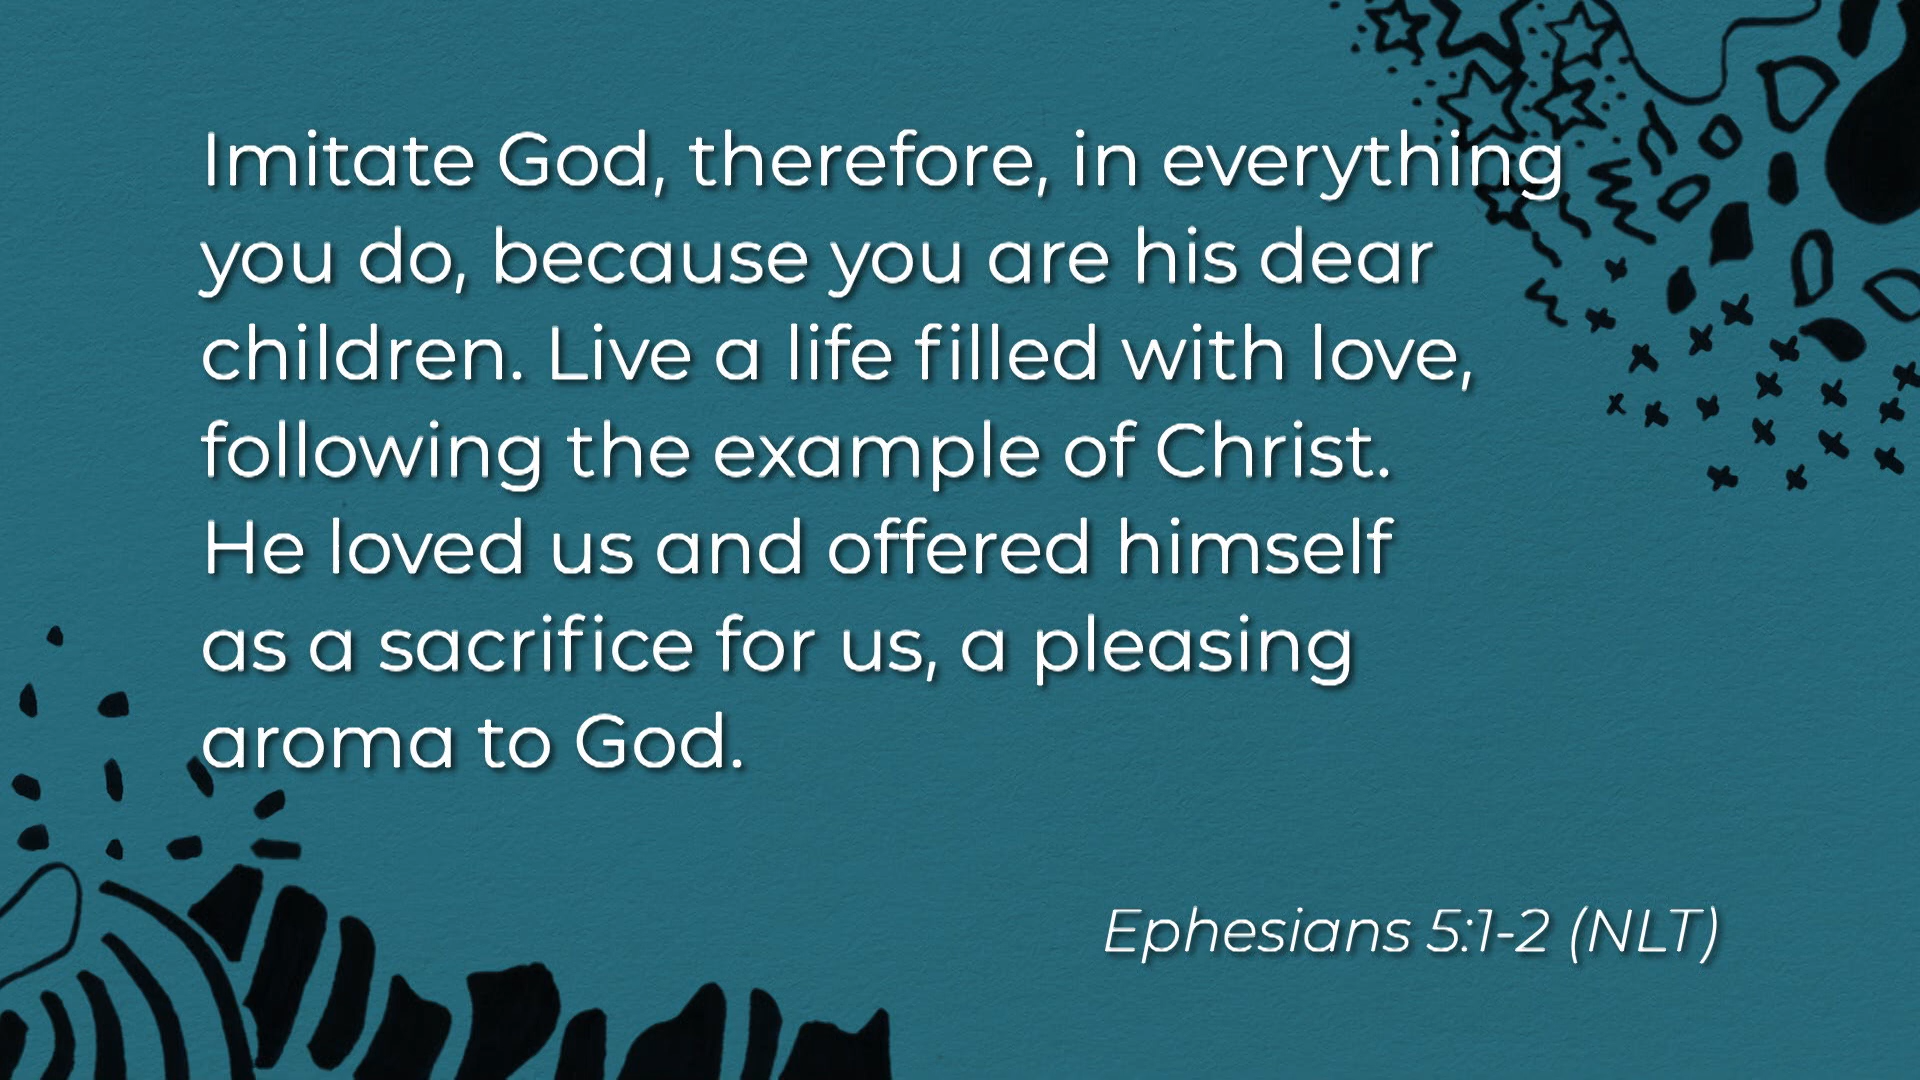 Imitate God, therefore, in everything
you do, because you are his dear
children. Live a life filled with love,
following the example of Christ.
He loved us and offered himself
as a sacrifice for us, a pleasing
aroma to God.
Ephesians 5:1-2 (NLT)